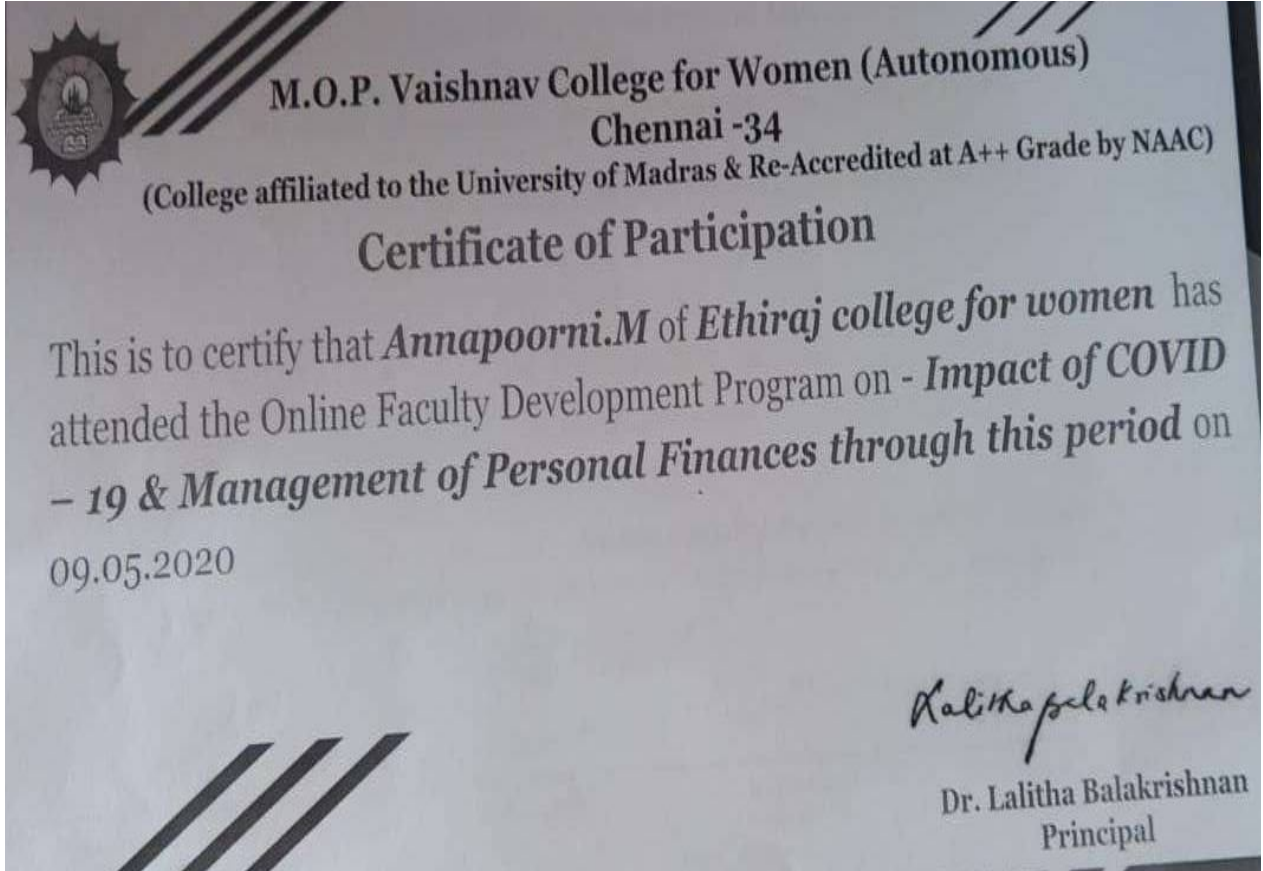 M.O.P. Vaishnav College for Women (Autonomous)
Chennai -34
(College affiliated to the University of Madras & Re-Accredited at A++ Grade by NAAC)
Certificate of Participation
This is to certify that Annapoorni.M of Ethiraj college for women has
attended the Online Faculty Development Program on - Impact of COVID
– 19 & Management of Personal Finances through this period on
09.05.2020
Lalitha Balakrishnan
Dr. Lalitha Balakrishnan
Principal